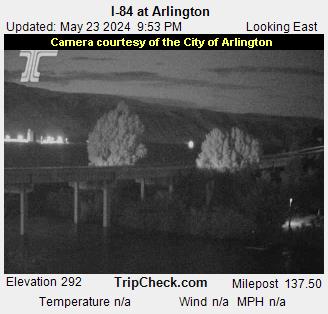 I-84 at Arlington
Updated: May 23 2024 9:53 PM Looking East
Camera courtesy of the City of Arlington
Elevation 292 TripCheck.com Milepost 137.50
Temperature n/a Wind n/a MPH n/a